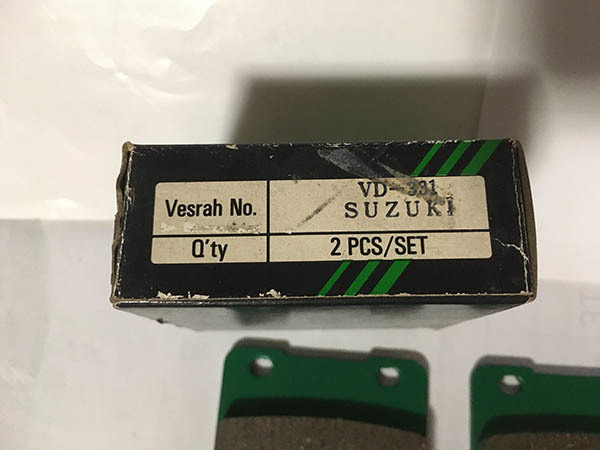 Vesrah No.
VD-331
SUZUKI
Q'ty
2 PCS/SET